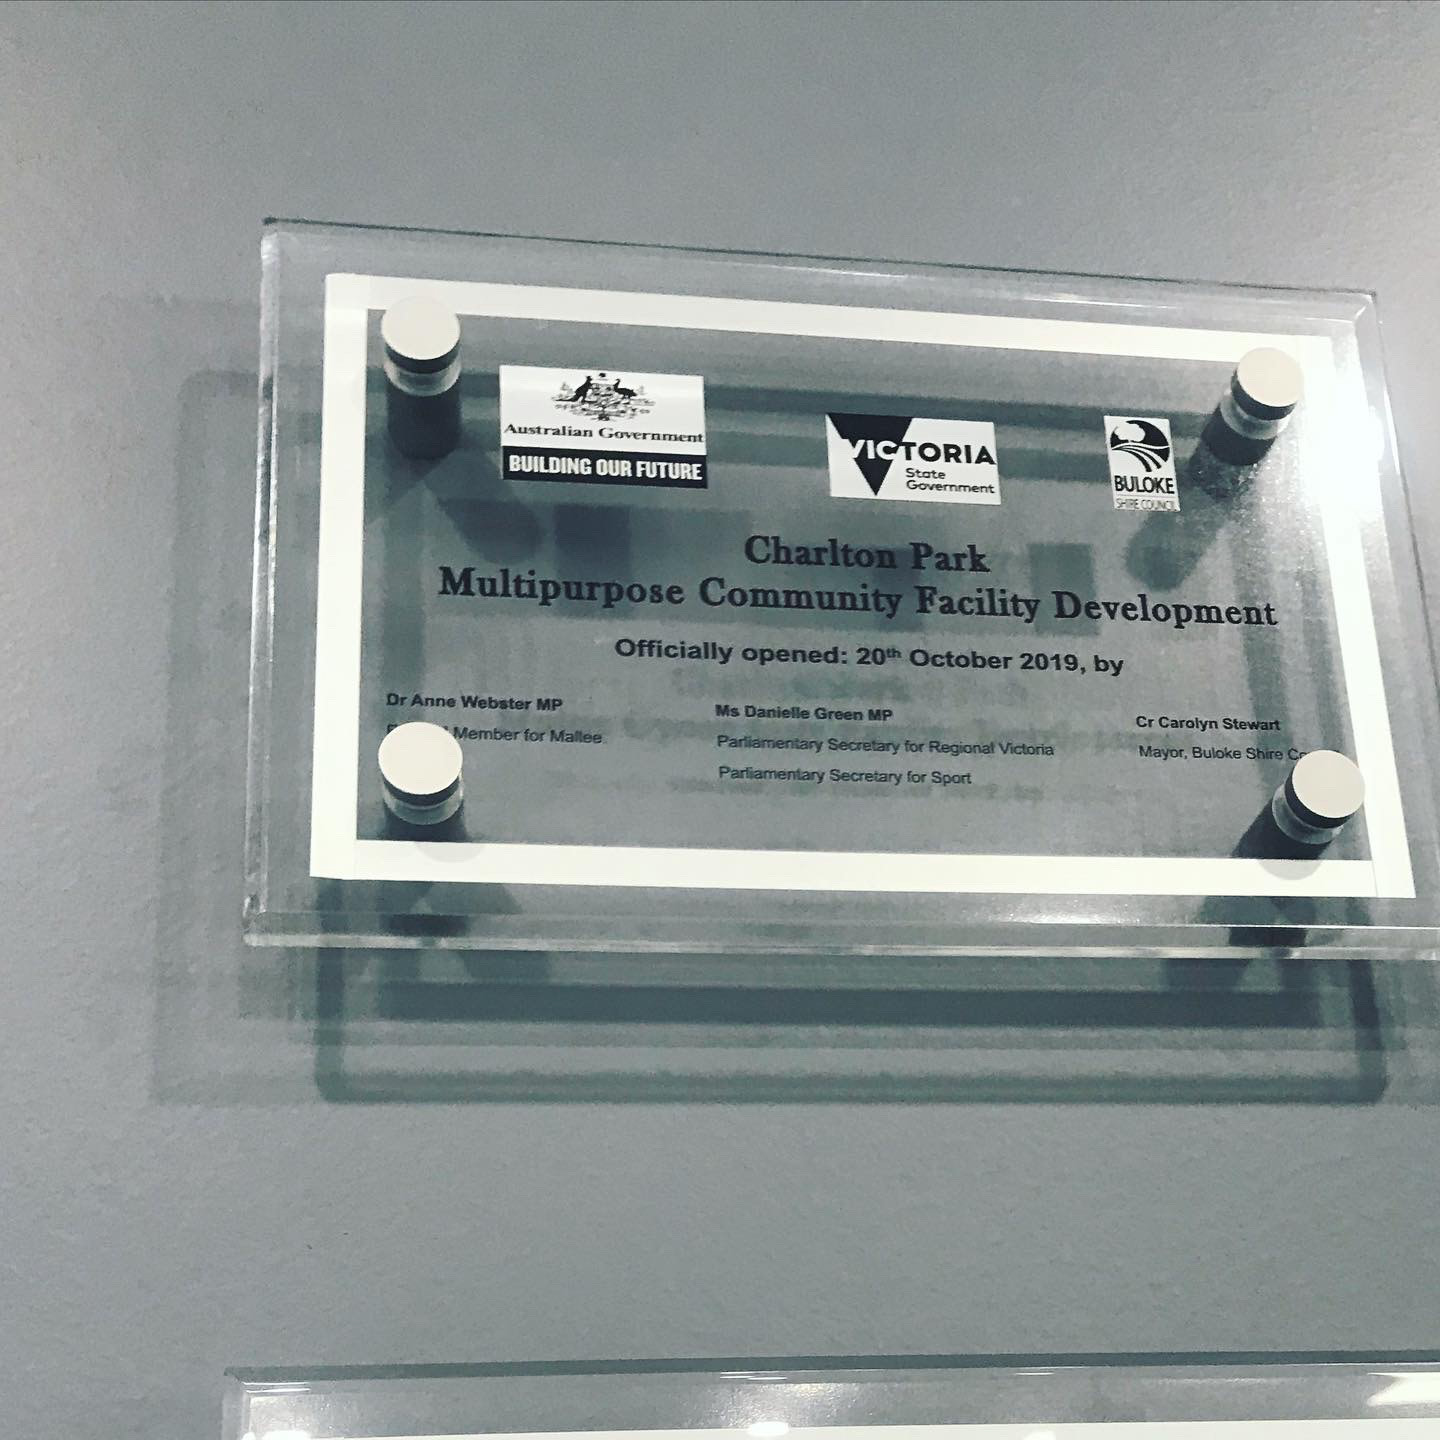 Australian Government
BUILDING OUR FUTURE
VICTORIA
State
Government
BULOKE
SHIRE COUNCIL
Charlton Park
Multipurpose Community Facility Development
Officially opened: 20th October 2019, by
Dr Anne Webster MP
Member for Mallee
Ms Danielle Green MP
Parliamentary Secretary for Regional Victoria
Parliamentary Secretary for Sport
Cr Carolyn Stewart
Mayor, Buloke Shire